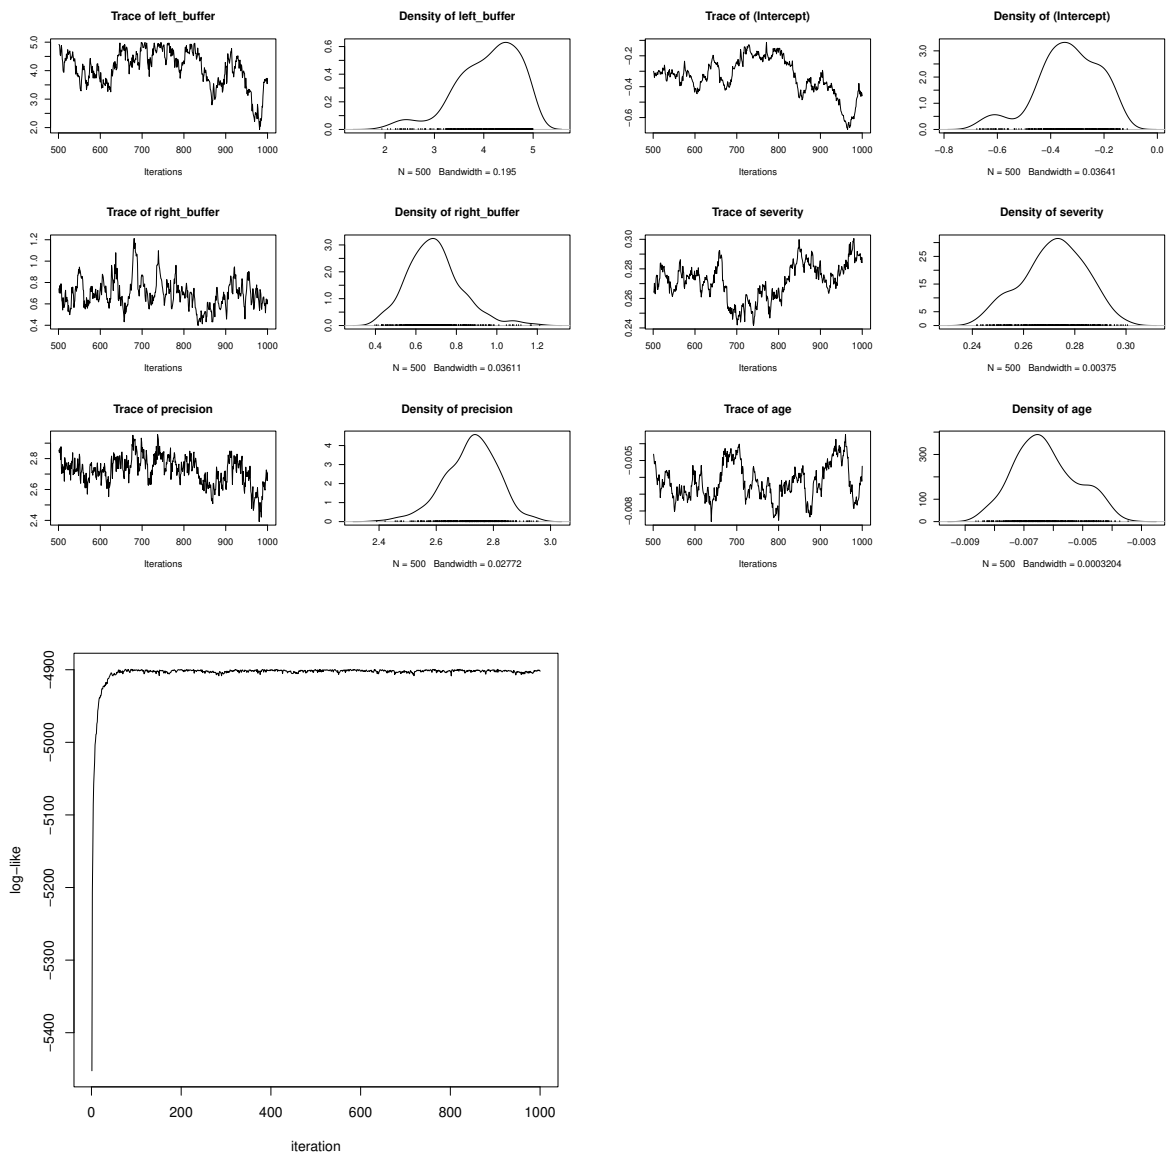 Trace of left_buffer
5.0
4.0
3.0
2.0
500 600 700 800 900 1000
Iterations
Density of left_buffer
0.6
0.4
0.2
0.0
2 3 4 5
N = 500 Bandwidth = 0.195
Trace of (Intercept)
−0.2
−0.4
−0.6
500 600 700 800 900 1000
Iterations
Density of (Intercept)
3.0
2.0
1.0
0.0
−0.8 −0.6 −0.4 −0.2 0.0
N = 500 Bandwidth = 0.03641
Trace of right_buffer
1.2
1.0
0.8
0.6
0.4
500 600 700 800 900 1000
Iterations
Density of right_buffer
3.0
2.0
1.0
0.0
0.4 0.6 0.8 1.0 1.2
N = 500 Bandwidth = 0.03611
Trace of severity
0.30
0.28
0.26
0.24
500 600 700 800 900 1000
Iterations
Density of severity
25
15
5
0
0.24 0.26 0.28 0.30
N = 500 Bandwidth = 0.00375
Trace of precision
2.8
2.6
2.4
500 600 700 800 900 1000
Iterations
Density of precision
4
3
2
1
0
2.4 2.6 2.8 3.0
N = 500 Bandwidth = 0.02772
Trace of age
−0.005
−0.008
500 600 700 800 900 1000
Iterations
Density of age
300
100
0
−0.009 −0.007 −0.005 −0.003
N = 500 Bandwidth = 0.0003204
−4900
−5000
−5100
−5200
−5300
−5400
log−like
0 200 400 600 800 1000
iteration